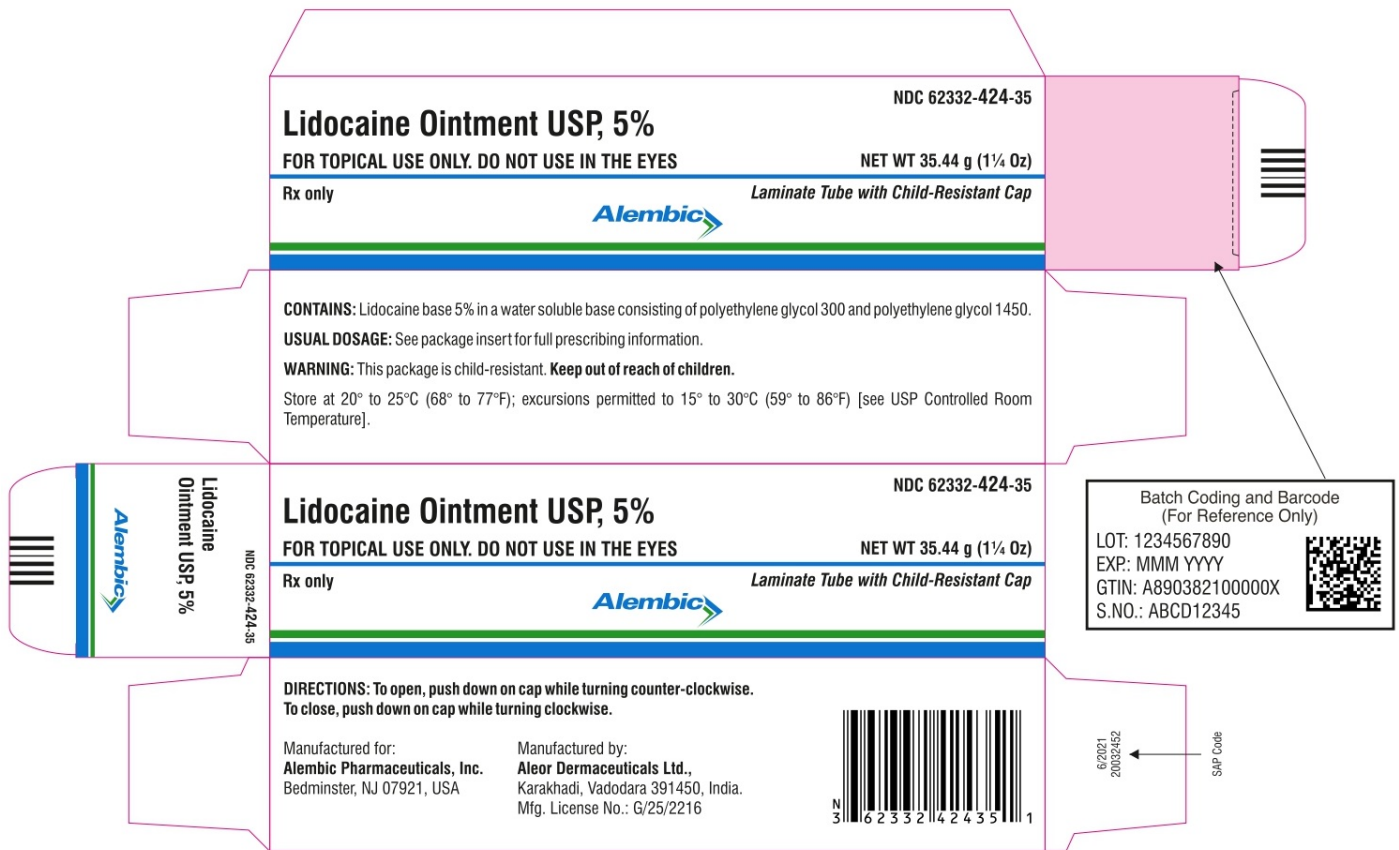 NDC 62332-424-35
Lidocaine Ointment USP, 5%
FOR TOPICAL USE ONLY. DO NOT USE IN THE EYES
NET WT 35.44 g (1¼ Oz)
Rx only
Laminate Tube with Child-Resistant Cap
Alembic
CONTAINS: Lidocaine base 5% in a water soluble base consisting of polyethylene glycol 300 and polyethylene glycol 1450.
USUAL DOSAGE: See package insert for full prescribing information.
WARNING: This package is child-resistant. Keep out of reach of children.
Store at 20° to 25°C (68° to 77°F); excursions permitted to 15° to 30°C (59° to 86°F) [see USP Controlled Room
Temperature].
NDC 62332-424-35
Lidocaine
Ointment USP, 5%
Alembic
NDC 62332-424-35
Lidocaine Ointment USP, 5%
FOR TOPICAL USE ONLY. DO NOT USE IN THE EYES
NET WT 35.44 g (1¼ Oz)
Rx only
Laminate Tube with Child-Resistant Cap
Alembic
Batch Coding and Barcode
(For Reference Only)
LOT: 1234567890
EXP.: MMM YYYY
GTIN: A890382100000X
S.NO.: ABCD12345
DIRECTIONS: To open, push down on cap while turning counter-clockwise.
To close, push down on cap while turning clockwise.
Manufactured for:
Alembic Pharmaceuticals, Inc.
Bedminster, NJ 07921, USA
Manufactured by:
Aleor Dermaceuticals Ltd.,
Karakhadi, Vadodara 391450, India.
Mfg. License No.: G/25/2216
N
3 62332 42435 1
6/2021
20032452
SAP Code